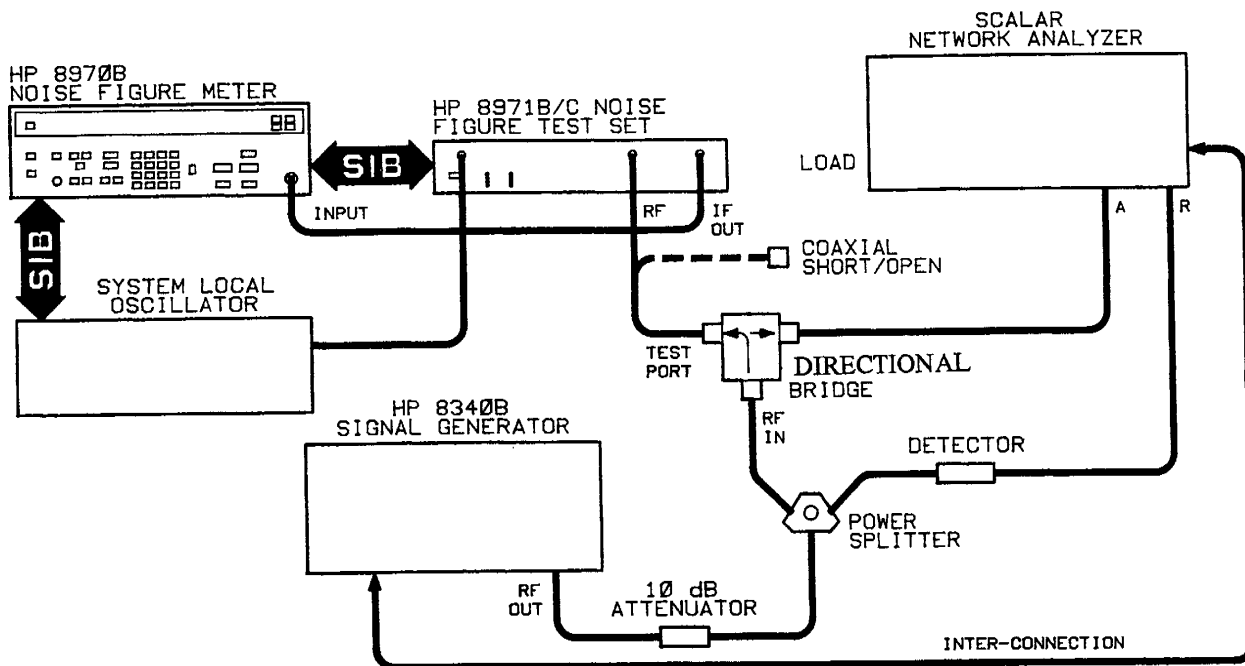 SCALAR
NETWORK ANALYZER
HP 8970B
NOISE FIGURE METER
HP 8971B/C NOISE
FIGURE TEST SET
SIB
LOAD
INPUT
RF
IF
OUT
A
R
COAXIAL
SHORT/OPEN
SIB
SYSTEM LOCAL
OSCILLATOR
TEST
PORT
DIRECTIONAL
BRIDGE
RF
IN
HP 8340B
SIGNAL GENERATOR
DETECTOR
POWER
SPLITTER
RF
OUT
10 dB
ATTENUATOR
INTER-CONNECTION